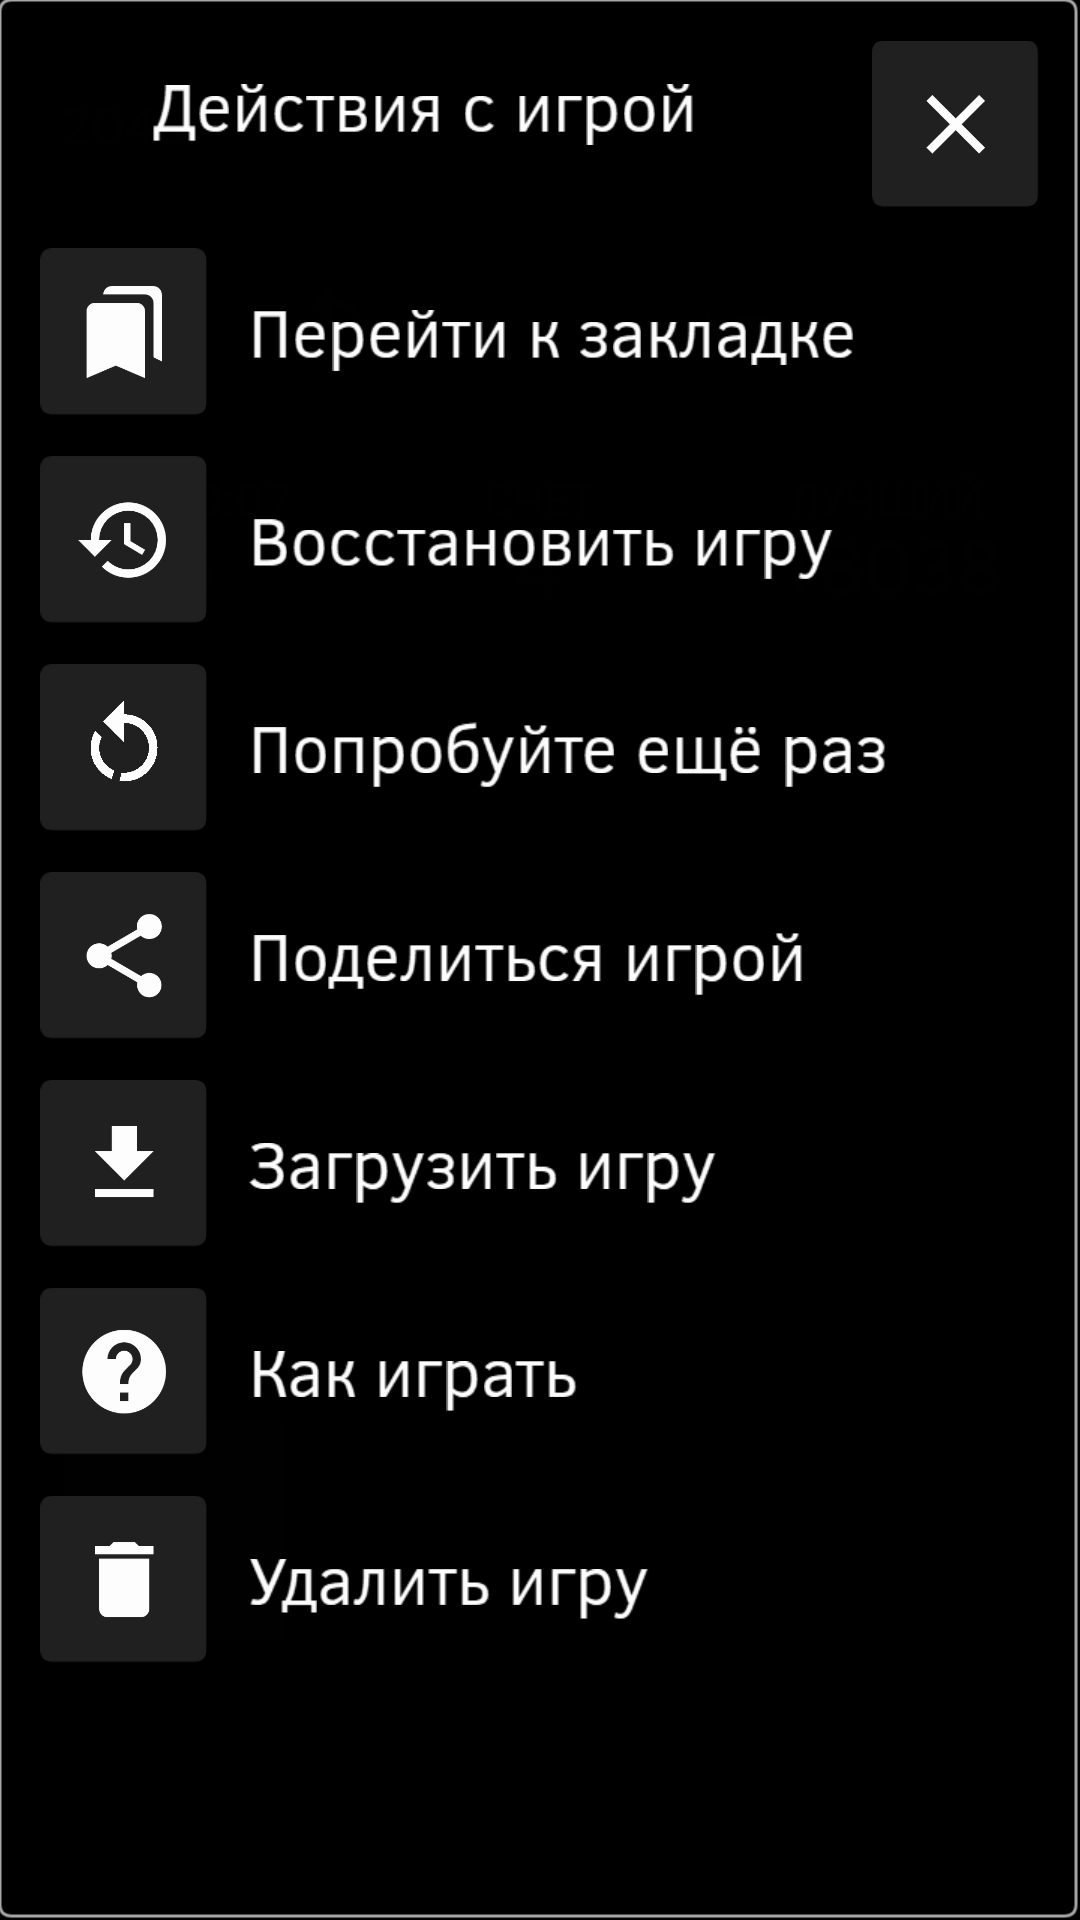 Действия с игрой
Перейти к закладке
Восстановить игру
Попробуйте ещё раз
Поделиться игрой
Загрузить игру
Как играть
Удалить игру